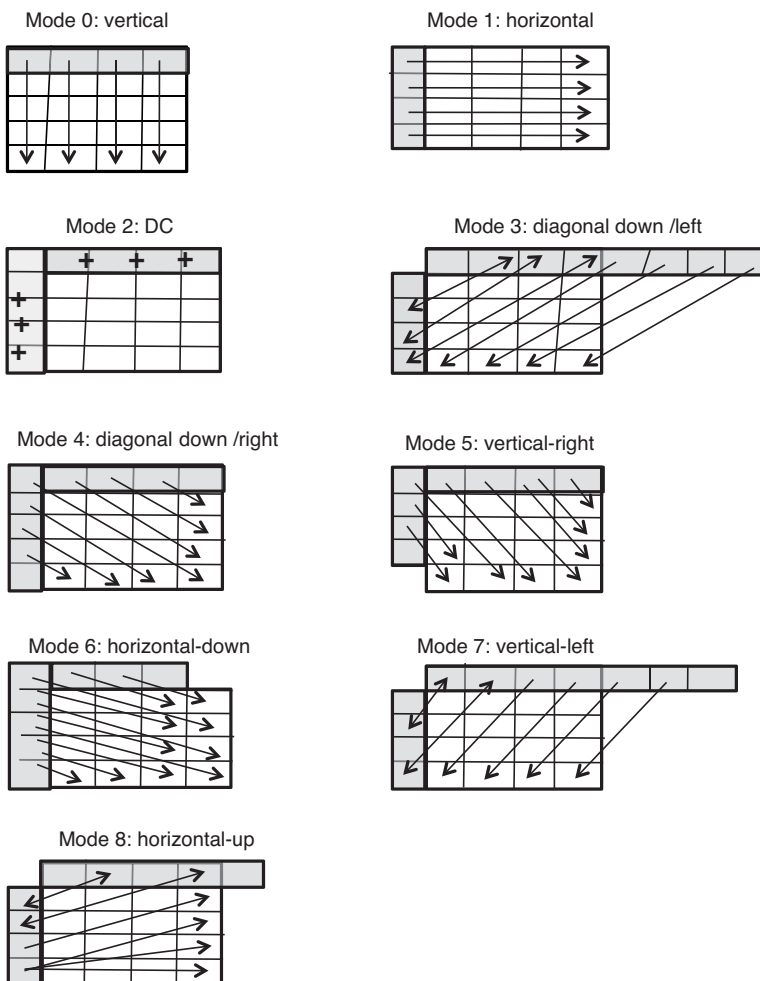 Mode 0: vertical
Mode 1: horizontal
Mode 2: DC
Mode 3: diagonal down /left
Mode 4: diagonal down /right
Mode 5: vertical-right
Mode 6: horizontal-down
Mode 7: vertical-left
Mode 8: horizontal-up